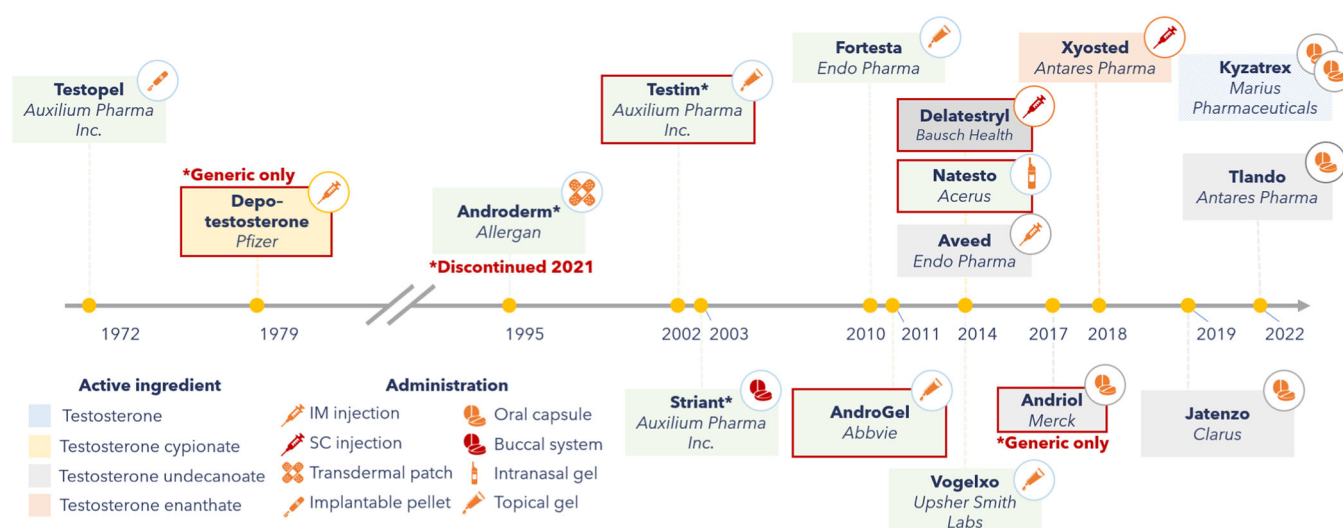 Testopel
Auxilium Pharma
Inc.
*Generic only
Depo-
testosterone
Pfizer
Androderm*
Allergan
*Discontinued 2021
Testim*
Auxilium Pharma
Inc.
Fortesta
Endo Pharma
Delatestryl
Bausch Health
Natesto
Acerus
Aveed
Endo Pharma
Xyosted
Antares Pharma
Kyzatrex
Marius
Pharmaceuticals
Tlando
Antares Pharma
1972
1979
1995
2002
2003
2010
2011
2014
2017
2018
2019
2022
Active ingredient
Testosterone
Testosterone cypionate
Testosterone undecanoate
Testosterone enanthate
Administration
IM injection
SC injection
Transdermal patch
Implantable pellet
Oral capsule
Buccal system
Intranasal gel
Topical gel
Striant*
Auxilium Pharma
Inc.
AndroGel
Abbvie
Vogelxo
Upsher Smith
Labs
Andriol
Merck
*Generic only
Jatenzo
Clarus